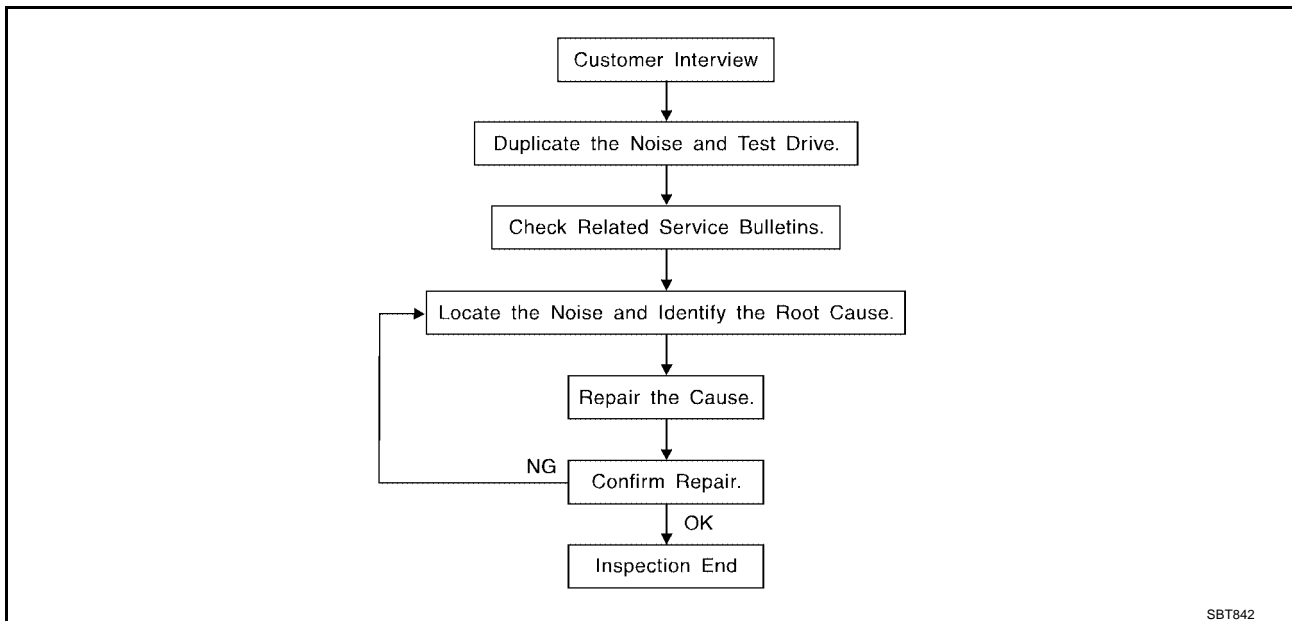 Customer Interview
Duplicate the Noise and Test Drive.
Check Related Service Bulletins.
Locate the Noise and Identify the Root Cause.
Repair the Cause.
NG
Confirm Repair.
OK
Inspection End
SBT842